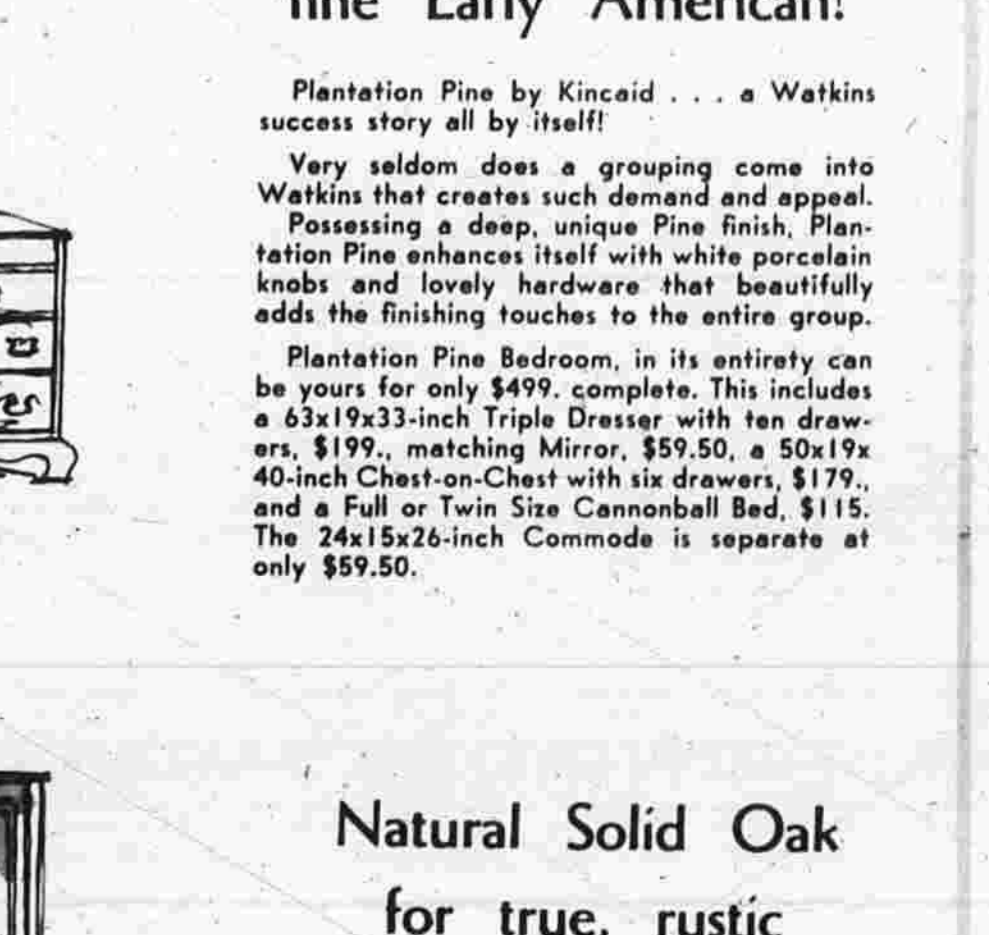 fine Early American!
Plantation Pine by Kincaid . . . a Watkins
success story all by itself!
Very seldom does a grouping come into
Watkins that creates such demand and appeal.
Possessing a deep, unique Pine finish, Plan-
tation Pine enhances itself with white porcelain
knobs and lovely hardware that beautifully
adds the finishing touches to the entire group.
Plantation Pine Bedroom, in its entirety can
be yours for only $499. complete. This includes
a 63x19x33-inch Triple Dresser with ten draw-
ers, $199., matching Mirror, $59.50, a 50x19x
40-inch Chest-on-Chest with six drawers, $179.,
and a Full or Twin Size Cannonball Bed, $115.
The 24x15x26-inch Commode is separate at
only $59.50.
Natural Solid Oak
for true, rustic